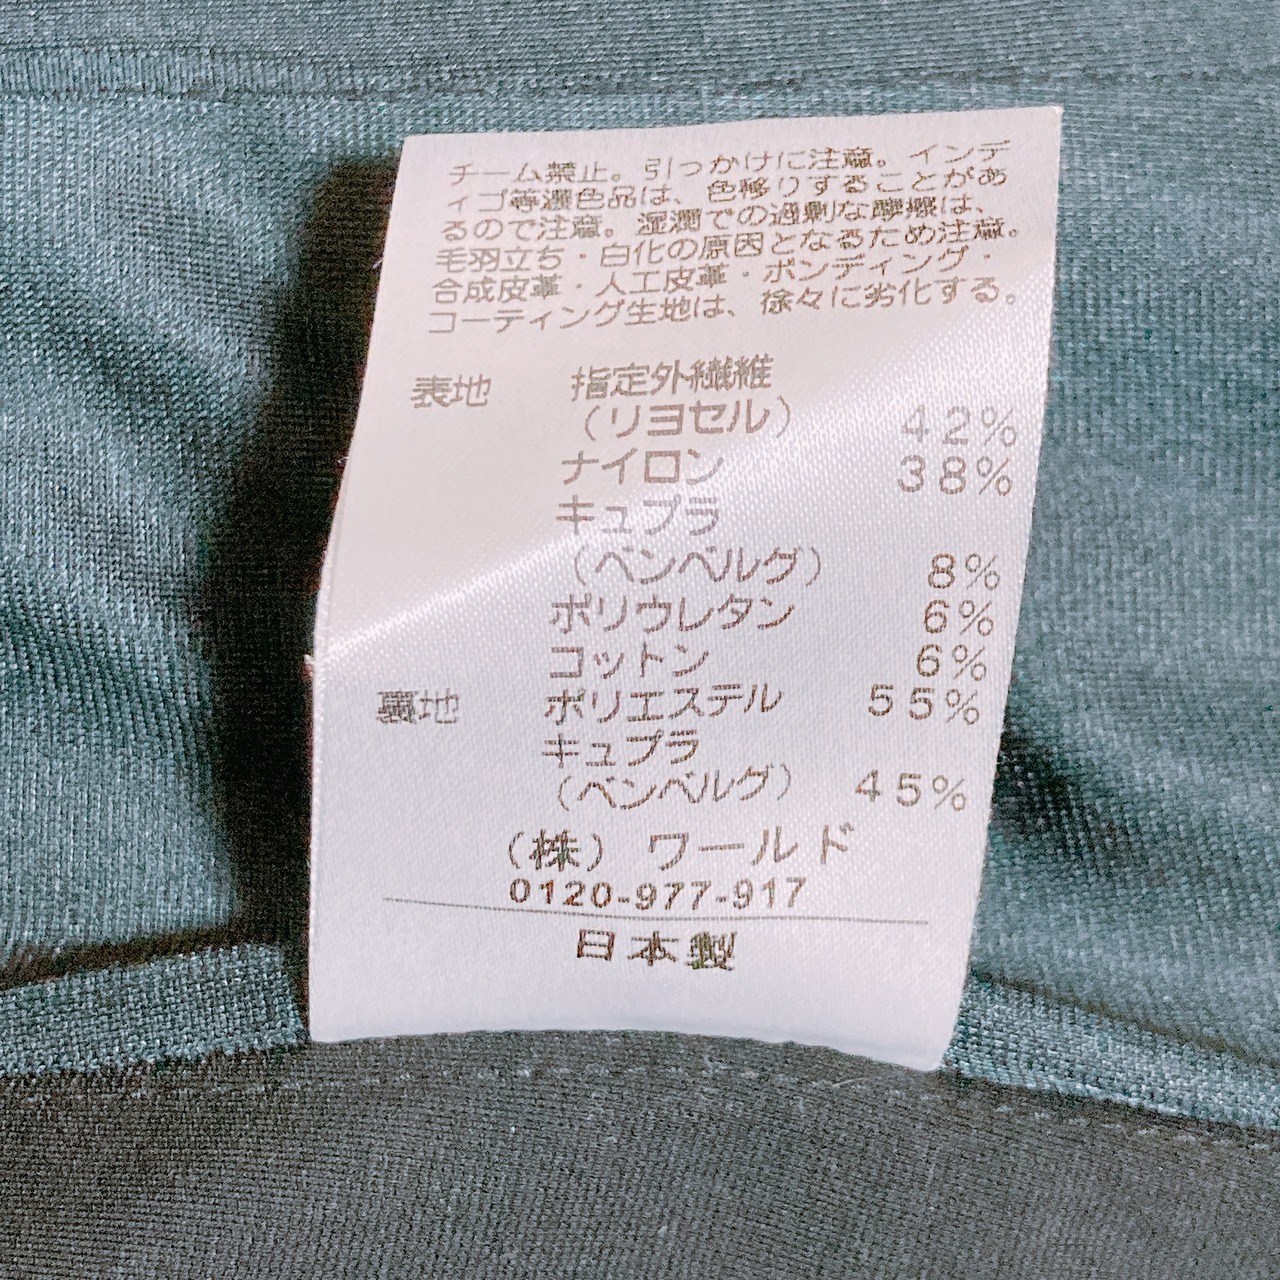 チーム禁止。引っかけに注意。インデ
ィゴ等濃色品は、色移りすることがあ
るので注意。湿潤での過剰な摩擦は、
毛羽立ち・白化の原因となるため注意。
合成皮革・人工皮革・ボンディング・
コーティング生地は、徐々に劣化する。
表地 指定外繊維
(リヨセル) 42%
ナイロン 38%
キュプラ
(ベンベルグ) 8%
ポリウレタン 6%
コットン 6%
裏地 ポリエステル 55%
キュプラ
(ベンベルグ) 45%
(株) ワールド
0120-977-917
日本製